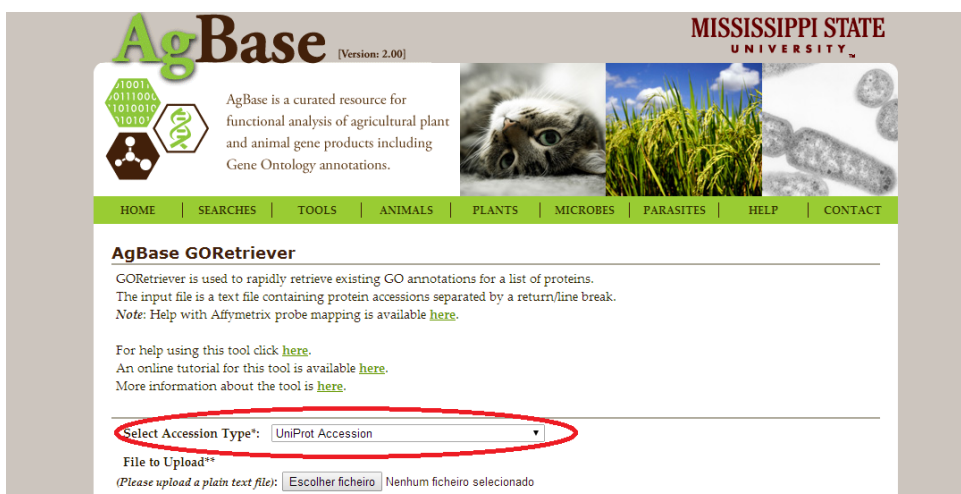 AgBase [Version: 2.00]
MISSISSIPPI STATE
UNIVERSITY™
AgBase is a curated resource for
functional analysis of agricultural plant
and animal gene products including
Gene Ontology annotations.
HOME | SEARCHES | TOOLS | ANIMALS | PLANTS | MICROBES | PARASITES | HELP | CONTACT
AgBase GORetriever
GORetriever is used to rapidly retrieve existing GO annotations for a list of proteins.
The input file is a text file containing protein accessions separated by a return/line break.
Note: Help with Affymetrix probe mapping is available here.
For help using this tool click here.
An online tutorial for this tool is available here.
More information about the tool is here.
Select Accession Type*: UniProt Accession
File to Upload**
(Please upload a plain text file): Escolher ficheiro Nenhum ficheiro selecionado